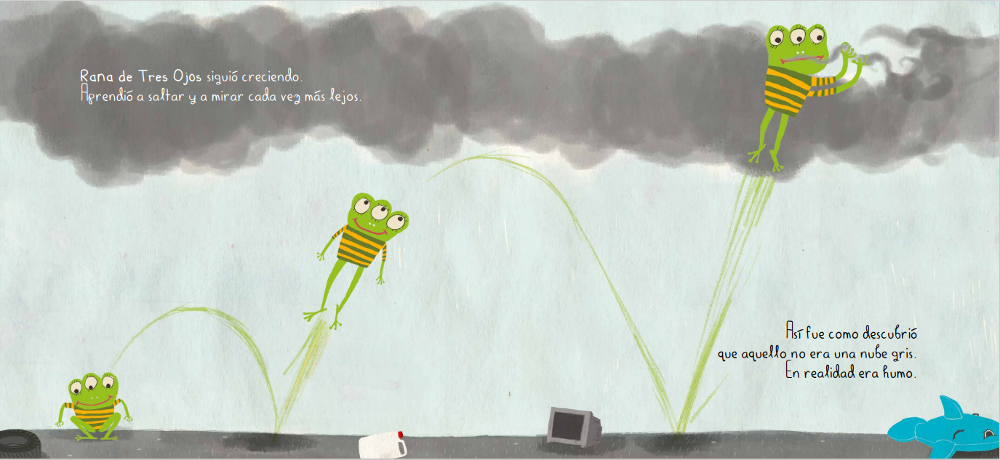 Rana de Tres Ojos siguió creciendo.
Aprendió a saltar y a mirar cada vez más lejos.
Así fue como descubrió
que aquello no era una nube gris.
En realidad era humo.